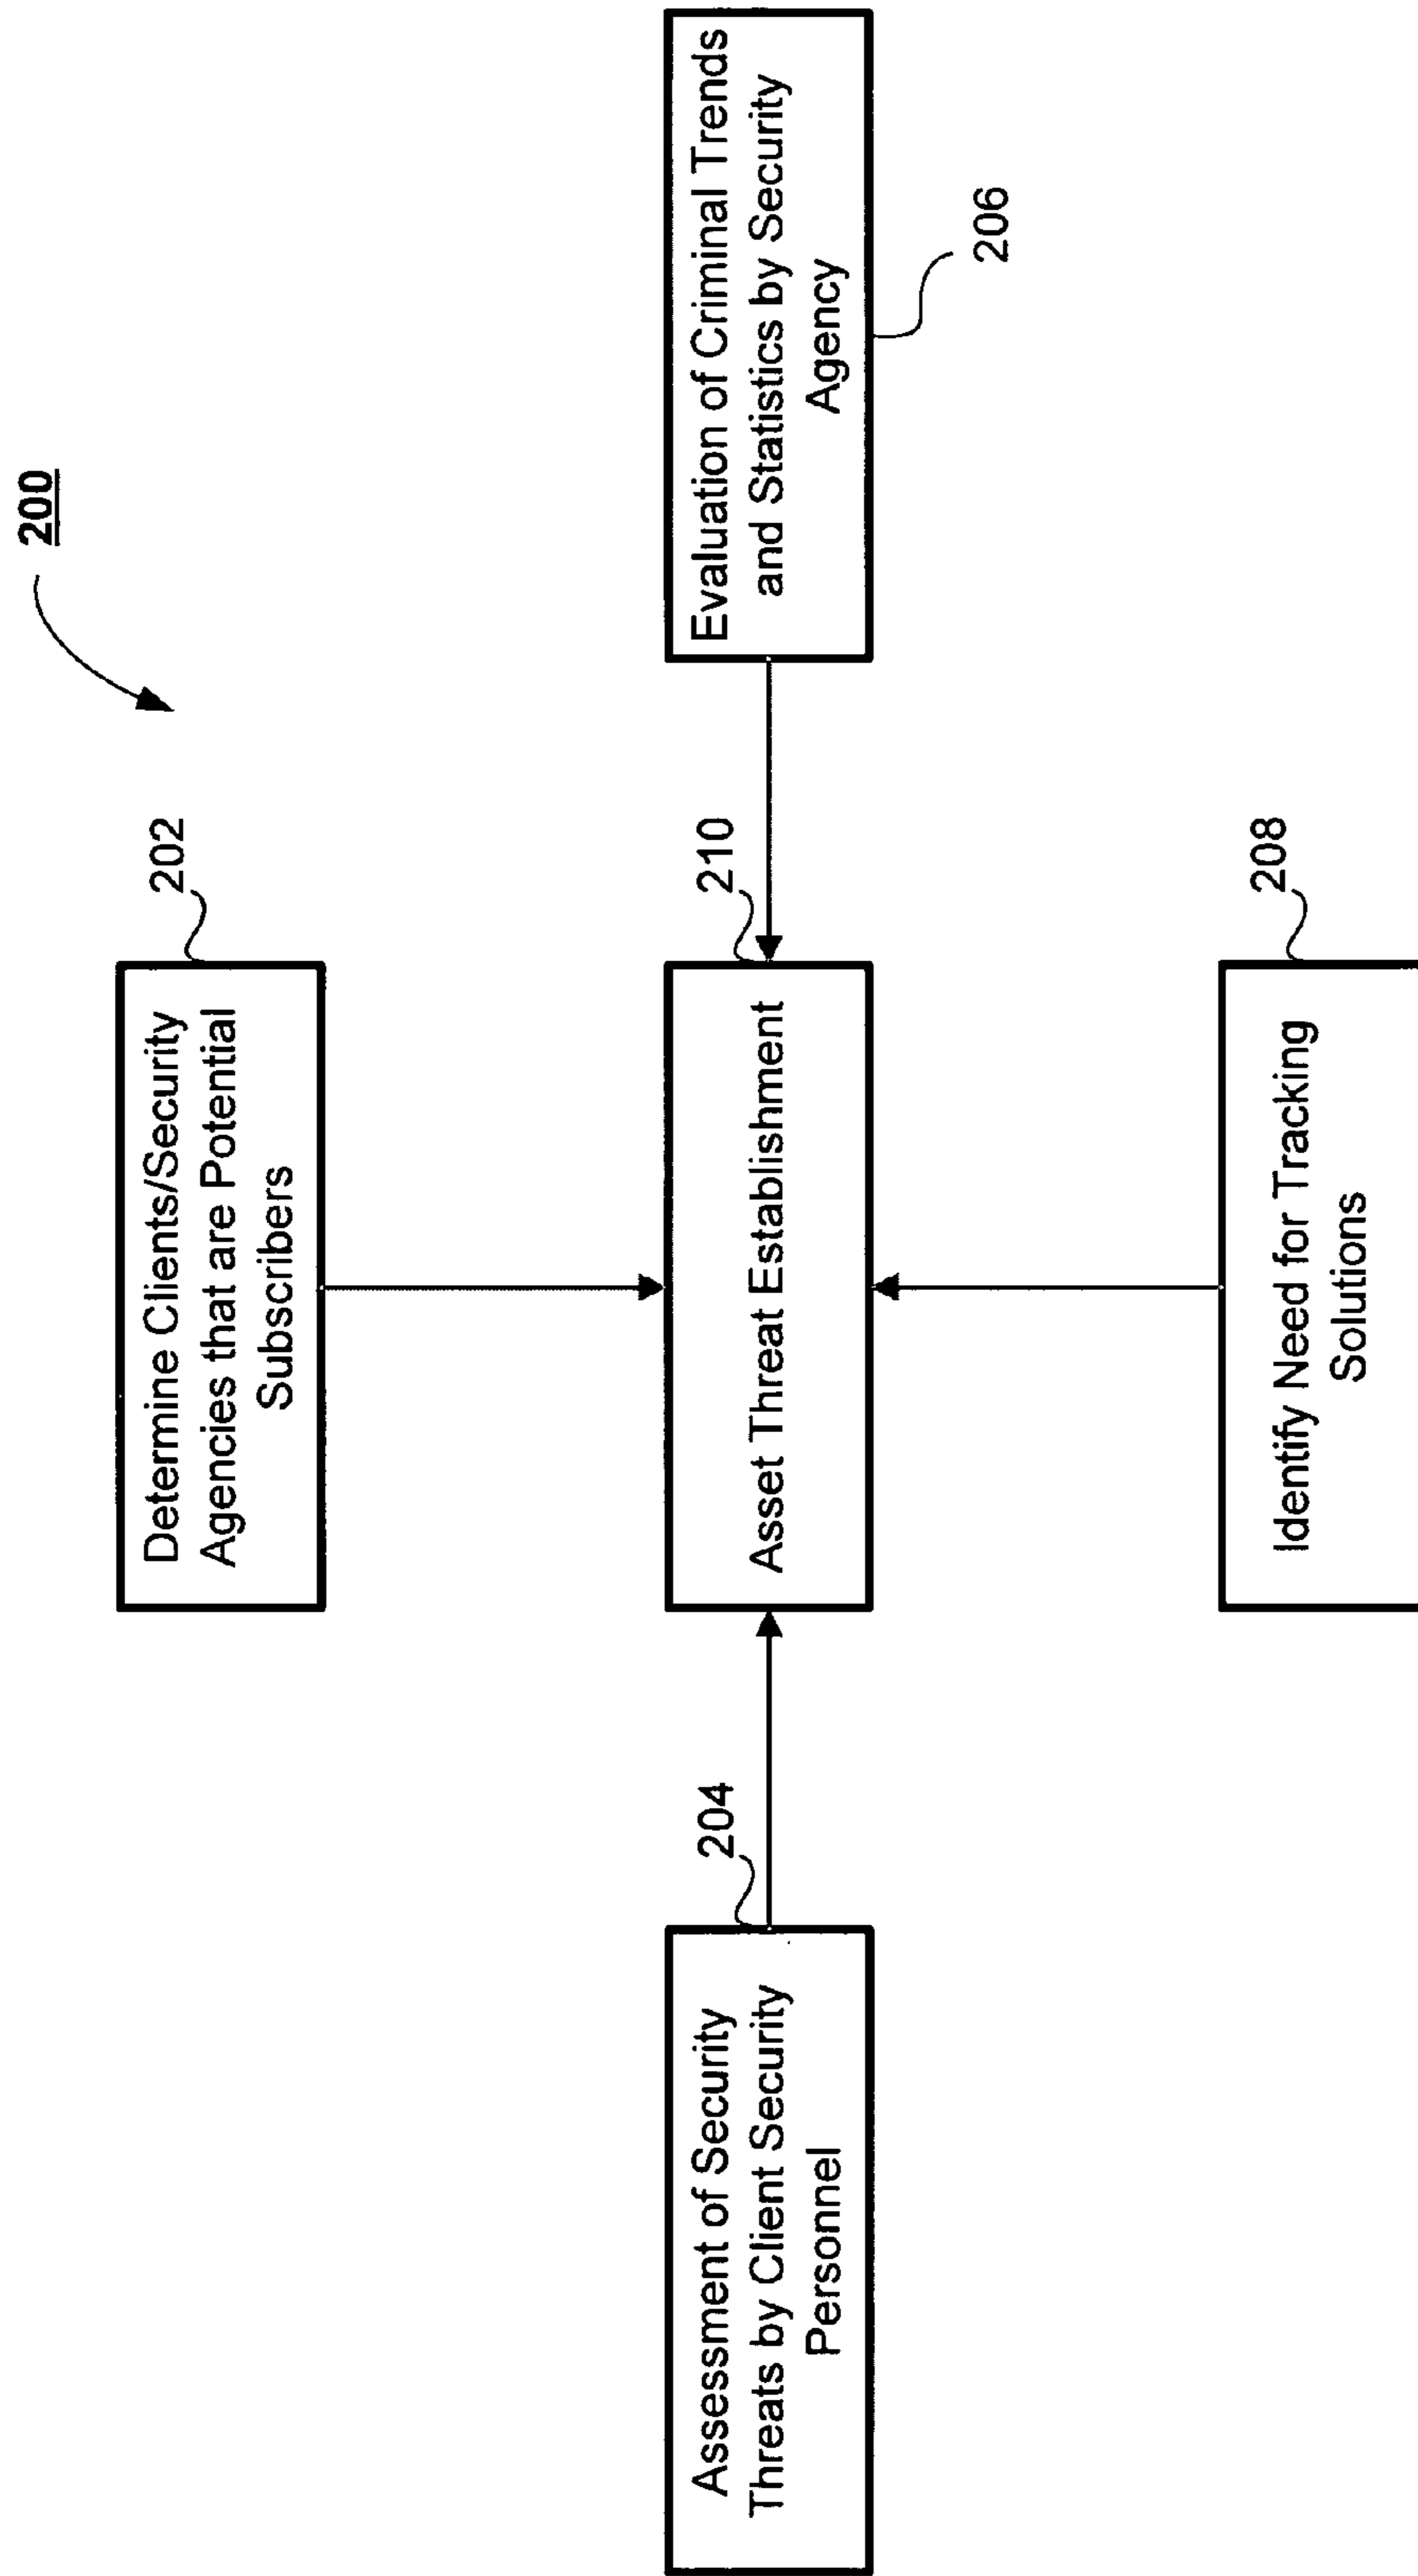 200
202
Determine Clients/Security
Agencies that are Potential
Subscribers
204
Assessment of Security
Threats by Client Security
Personnel
210
Asset Threat Establishment
Evaluation of Criminal Trends
and Statistics by Security
Agency
206
208
Identify Need for Tracking
Solutions